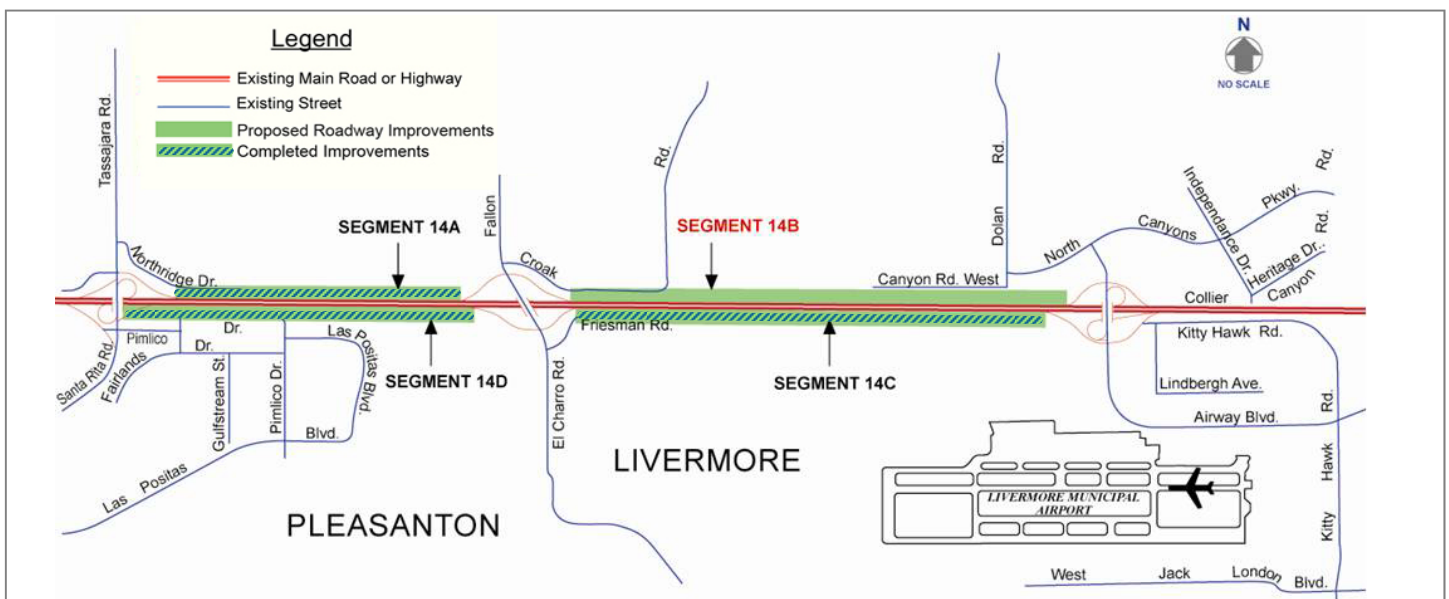 Legend
Existing Main Road or Highway
Existing Street
Proposed Roadway Improvements
Completed Improvements
N
NO SCALE
Tassajara Rd.
Northridge Dr.
SEGMENT 14A
Fallon
Croak
Rd.
SEGMENT 14B
Dolan
Rd.
Canyon Rd. West
North
Canyons
Pkwy.
Independance Dr.
Rd.
Heritage Dr..
Canyon
Rd.
Collier
Santa Rita Rd.
Pimlico
Dr.
Fairlands
Dr.
Gulfstream St.
Pimlico Dr.
Las Positas Blvd.
Las Positas
Blvd.
SEGMENT 14D
El Charro Rd.
Friesman Rd.
SEGMENT 14C
Kitty Hawk Rd.
Lindbergh Ave.
Airway Blvd.
Kitty Hawk Rd.
LIVERMORE
PLEASANTON
LIVERMORE MUNICIPAL
AIRPORT
West Jack London Blvd.